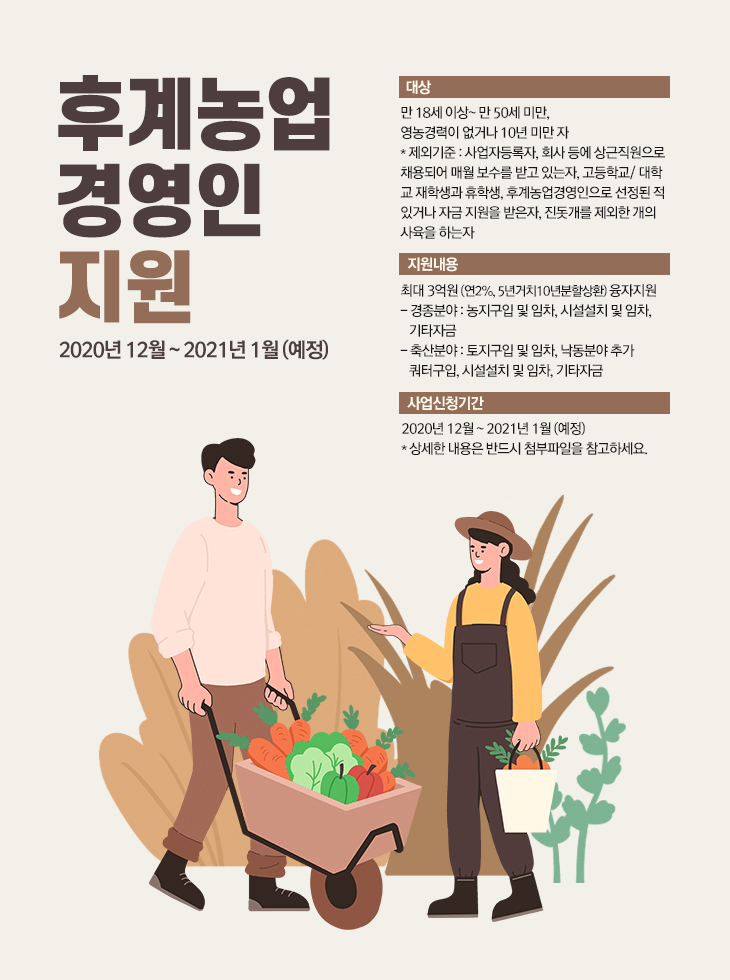 후계농업
경영인
지원
2020년 12월 ~ 2021년 1월 (예정)
대상
만 18세 이상~ 만 50세 미만,
영농경력이 없거나 10년 미만 자
* 제외기준 : 사업자등록자, 회사 등에 상근직원으로
채용되어 매월 보수를 받고 있는자, 고등학교/ 대학
교 재학생과 휴학생, 후계농업경영인으로 선정된 적
있거나 자금 지원을 받은자, 진돗개를 제외한 개의
사육을 하는자
지원내용
최대 3억원 (연2%, 5년거치10년분할상환) 융자지원
- 경종분야 : 농지구입 및 임차, 시설설치 및 임차,
기타자금
- 축산분야 : 토지구입 및 임차, 낙동분야 추가
쿼터구입, 시설설치 및 임차, 기타자금
사업신청기간
2020년 12월 ~ 2021년 1월 (예정)
* 상세한 내용은 반드시 첨부파일을 참고하세요.